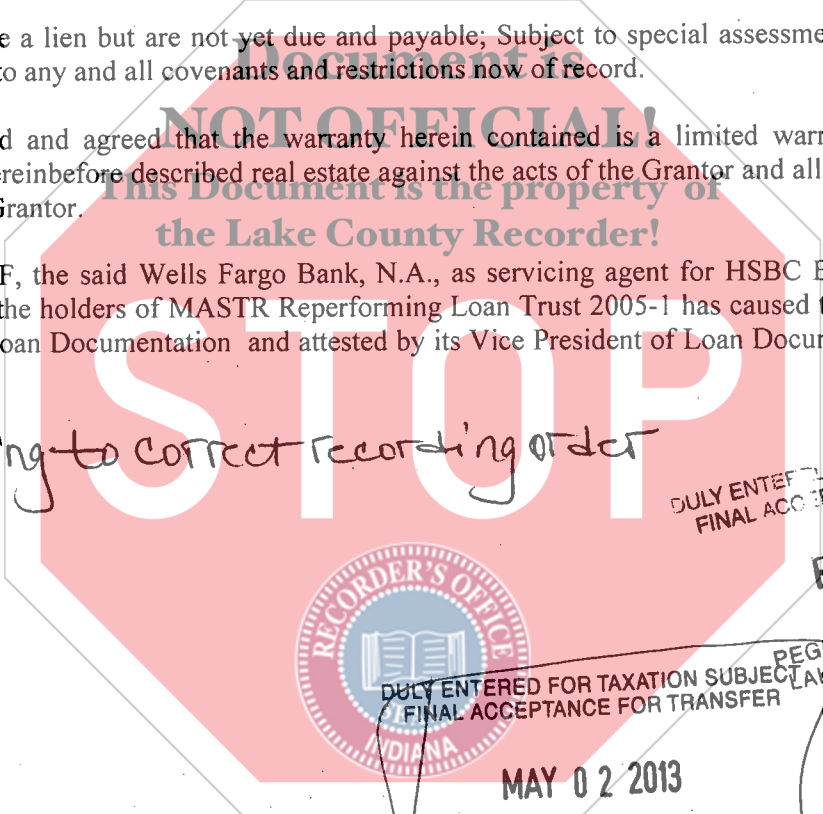 e a lien but are not yet due and payable; Subject to special assessme
Document is
o any and all covenants and restrictions now of record.
NOT OFFICIAL!
d and agreed that the warranty herein contained is a limited warr
reinbefore described real estate against the acts of the Grantor and all
This Document is the property of
Grantor.
the Lake County Recorder!
F, the said Wells Fargo Bank, N.A., as servicing agent for HSBC B
the holders of MASTR Reperforming Loan Trust 2005-1 has caused t
oan Documentation and attested by its Vice President of Loan Docu
STOP
ng to correct recording order
DULY ENTER
FINAL ACC
RECORDER'S OFFICE
PEG
DULY ENTERED FOR TAXATION SUBJECT
LAK
FINAL ACCEPTANCE FOR TRANSFER
INDIANA
MAY 02 2013